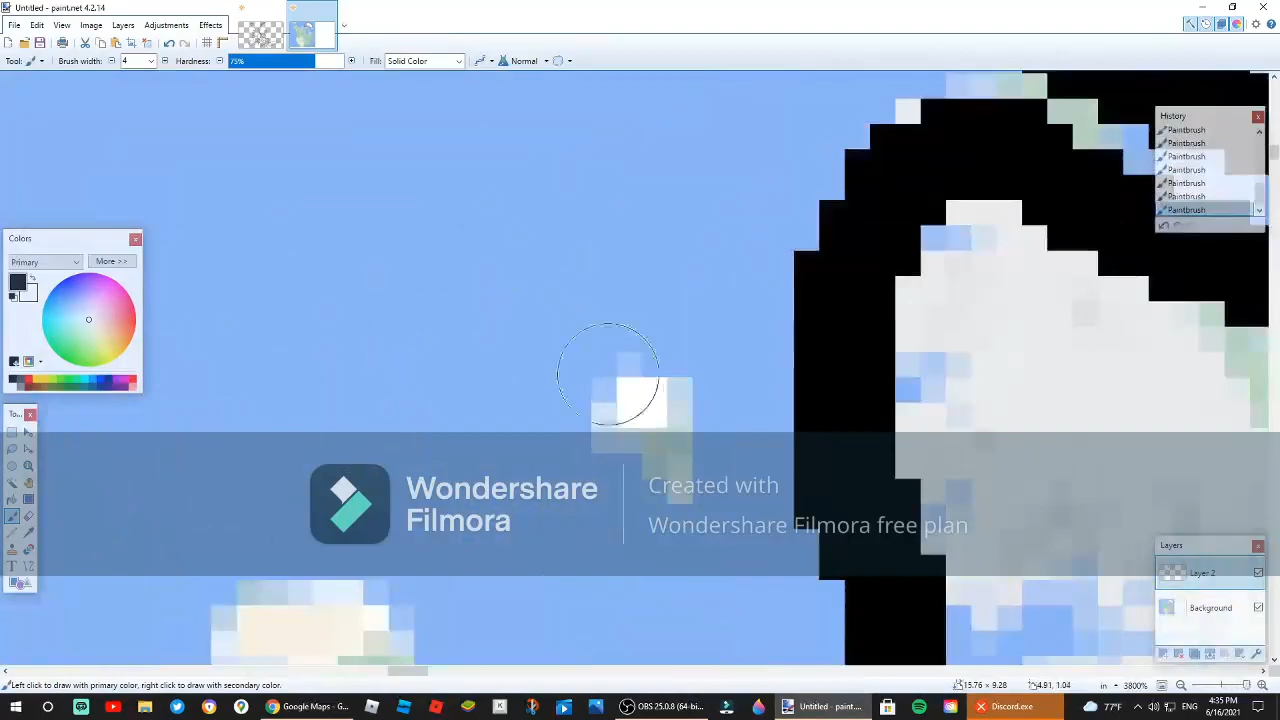 Untitled - paint.net 4.2.14
File Edit View Image Layers Adjustments Effects
Tool: Brush width: 4 Hardness: 75% Fill: Solid Color Normal
Colors
Primary More >>
To...
History
Paintbrush
Paintbrush
Paintbrush
Paintbrush
Paintbrush
Paintbrush
Paintbrush
Wondershare
Filmora
Created with
Wondershare Filmora free plan
Layers
Layer 2
Background
Left click to draw with primary color, right click to draw with secondary color.
15.76 × 9.28 4.91, 1.04 in 3800%
Google Maps - G...
OBS 25.0.8 (64-bi...
Untitled - paint....
Discord.exe
77°F
4:35 PM
6/16/2021